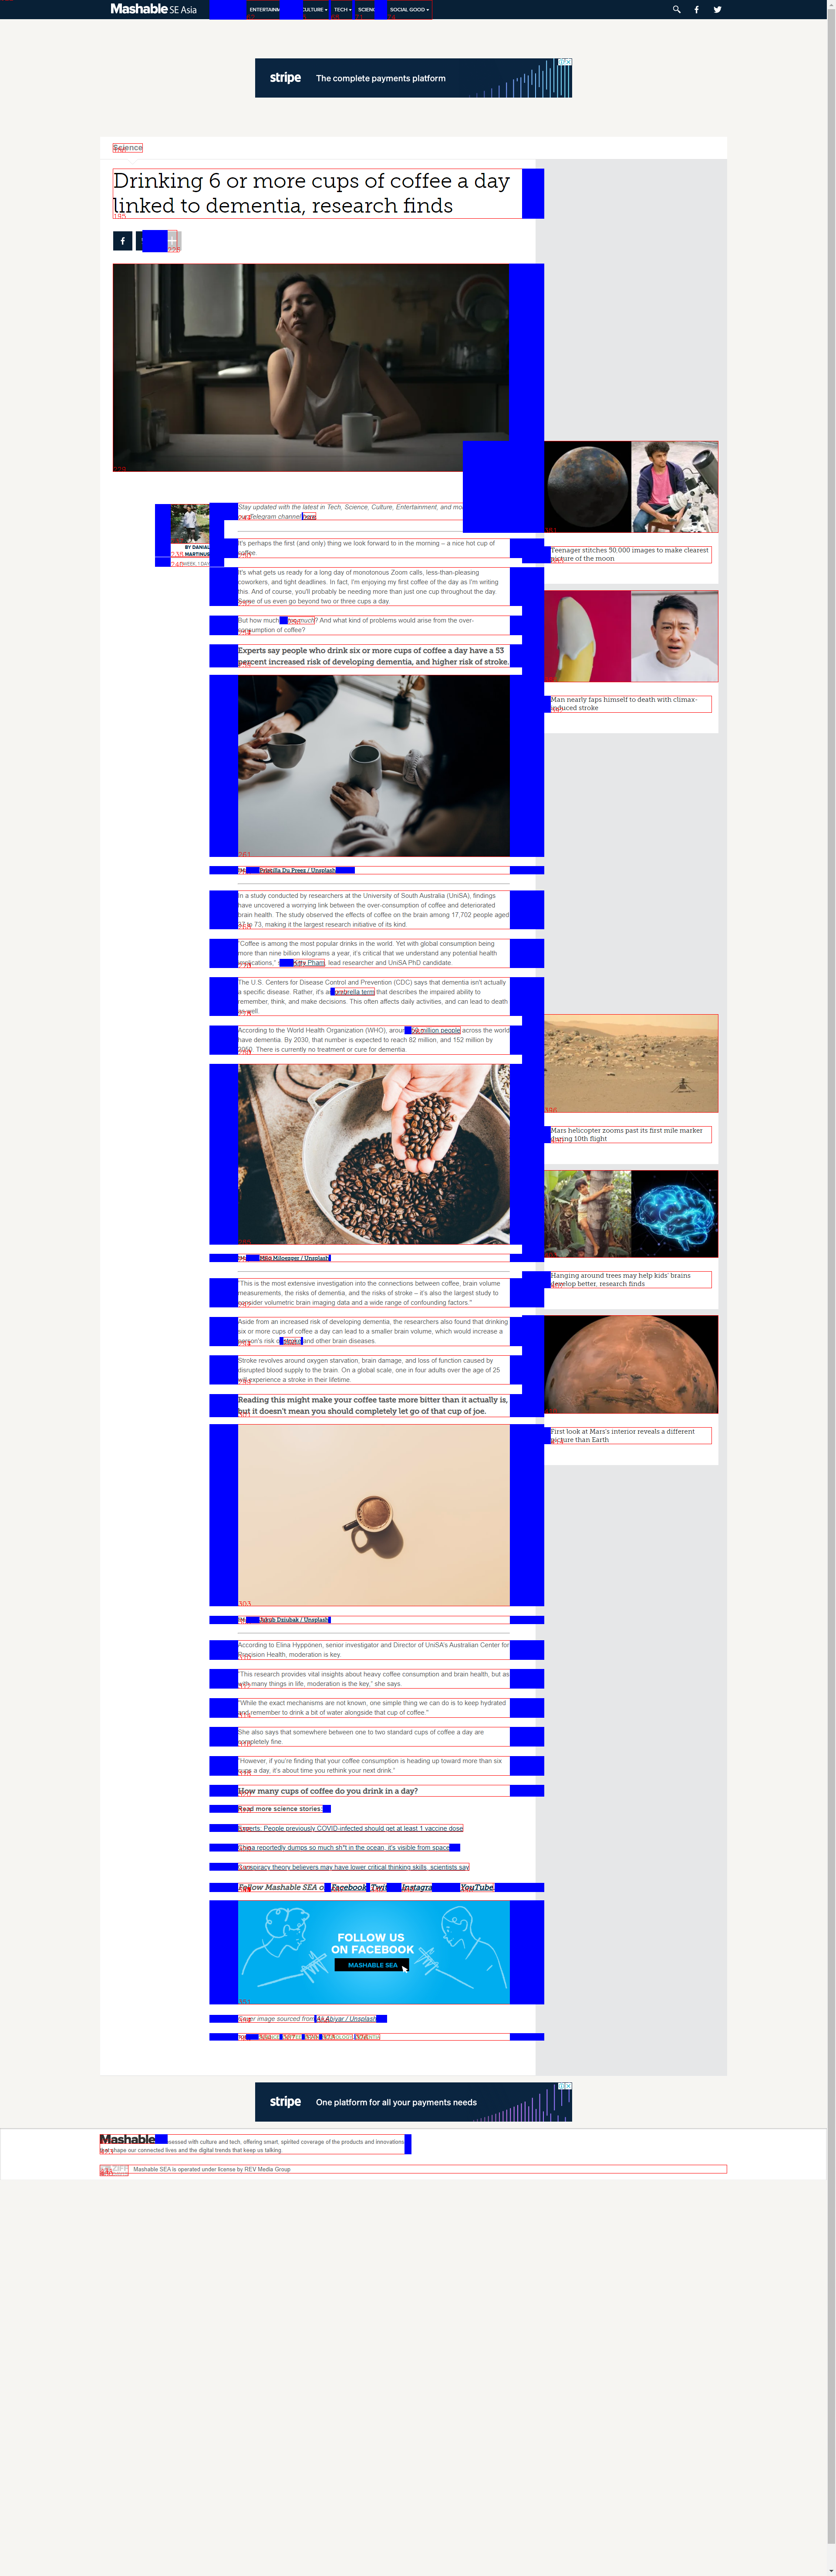 Mashable SE Asia
TECH
SOCIAL GOOD
stripe
The complete payments platform
Science
Drinking 6 or more cups of coffee a day
linked to dementia, research finds
Stay updated with the latest in Tech, Science, Culture, Entertainment, and
our Telegram channel here.
BY DANIAL
MARTINUS
It's perhaps the first (and only) thing we look forward to in the morning – a nice hot cup of
coffee.
It's what gets us ready for a long day of monotonous Zoom calls, less-than-pleasing
coworkers, and tight deadlines. In fact, I'm enjoying my first coffee of the day as I'm writing
this. And of course, you'll probably be needing more than just one cup throughout the day.
Some of us even go beyond two or three cups a day.
But how much much? And what kind of problems would arise from the over-
consumption of coffee?
Experts say people who drink six or more cups of coffee a day have a 53
percent increased risk of developing dementia, and higher risk of stroke.
Teenager stitches 50,000 images to make clearest
picture of the moon
Man nearly faps himself to death with climax-
induced stroke
Priscilla Du Preez / Unsplash
In a study conducted by researchers at the University of South Australia (UniSA), findings
have uncovered a worrying link between the over-consumption of coffee and deteriorated
brain health. The study observed the effects of coffee on the brain among 17,702 people aged
37 to 73, making it the largest research initiative of its kind.
"Coffee is among the most popular drinks in the world. Yet with global consumption being
more than nine billion kilograms a year, it's critical that we understand any potential health
implications," Kitty Pham, lead researcher and UniSA PhD candidate.
The U.S. Centers for Disease Control and Prevention (CDC) says that dementia isn't actually
a specific disease. Rather, it's an umbrella term that describes the impaired ability to
remember, think, and make decisions. This often affects daily activities, and can lead to death
as well.
According to the World Health Organization (WHO), around 50 million people across the world
have dementia. By 2030, that number is expected to reach 82 million, and 152 million by
2050. There is currently no treatment or cure for dementia.
Mars helicopter zooms past its first mile marker
during 10th flight
Hanging around trees may help kids' brains
develop better, research finds
First look at Mars's interior reveals a different
picture than Earth
Milo Miloezger / Unsplash
"This is the most extensive investigation into the connections between coffee, brain volume
measurements, the risks of dementia, and the risks of stroke – it's also the largest study to
consider volumetric brain imaging data and a wide range of confounding factors."
Aside from an increased risk of developing dementia, the researchers also found that drinking
six or more cups of coffee a day can lead to a smaller brain volume, which would increase a
person's risk of stroke and other brain diseases.
Stroke revolves around oxygen starvation, brain damage, and loss of function caused by
disrupted blood supply to the brain. On a global scale, one in four adults over the age of 25
will experience a stroke in their lifetime.
Reading this might make your coffee taste more bitter than it actually is,
but it doesn't mean you should completely let go of that cup of joe.
Jakub Dziubak / Unsplash
According to Elina Hyppönen, senior investigator and Director of UniSA's Australian Center for
Precision Health, moderation is key.
"This research provides vital insights about heavy coffee consumption and brain health, but as
with many things in life, moderation is the key," she says.
"While the exact mechanisms are not known, one simple thing we can do is to keep hydrated
and remember to drink a bit of water alongside that cup of coffee."
She also says that somewhere between one to two standard cups of coffee a day are
completely fine.
"However, if you're finding that your coffee consumption is heading up toward more than six
cups a day, it's about time you rethink your next drink."
How many cups of coffee do you drink in a day?
Read more science stories:
Experts: People previously COVID-infected should get at least 1 vaccine dose
China reportedly dumps so much sh*t in the ocean, it's visible from space
Conspiracy theory believers may have lower critical thinking skills, scientists say
Follow Mashable SEA on Facebook, Twitter, Instagram, YouTube.
FOLLOW US
ON FACEBOOK
MASHABLE SEA
Cover image sourced from Ak Abiyar / Unsplash
stripe
One platform for all your payments needs
Mashable
obsessed with culture and tech, offering smart, spirited coverage of the products and innovations
that shape our connected lives and the digital trends that keep us talking.
Mashable SEA is operated under license by REV Media Group